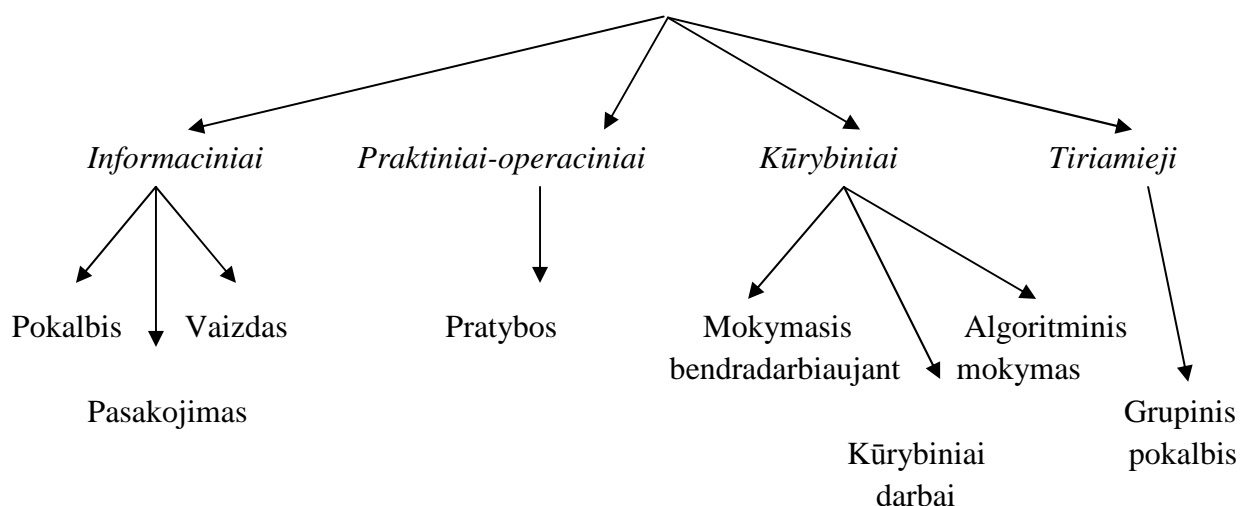 Informaciniai Praktiniai-operaciniai Kūrybiniai Tiriamieji
Pokalbis Vaizdas Pratybos Mokymasis Algoritminis
bendradarbiaujant mokymas
Pasakojimas Grupinis
Kūrybiniai pokalbis
darbai